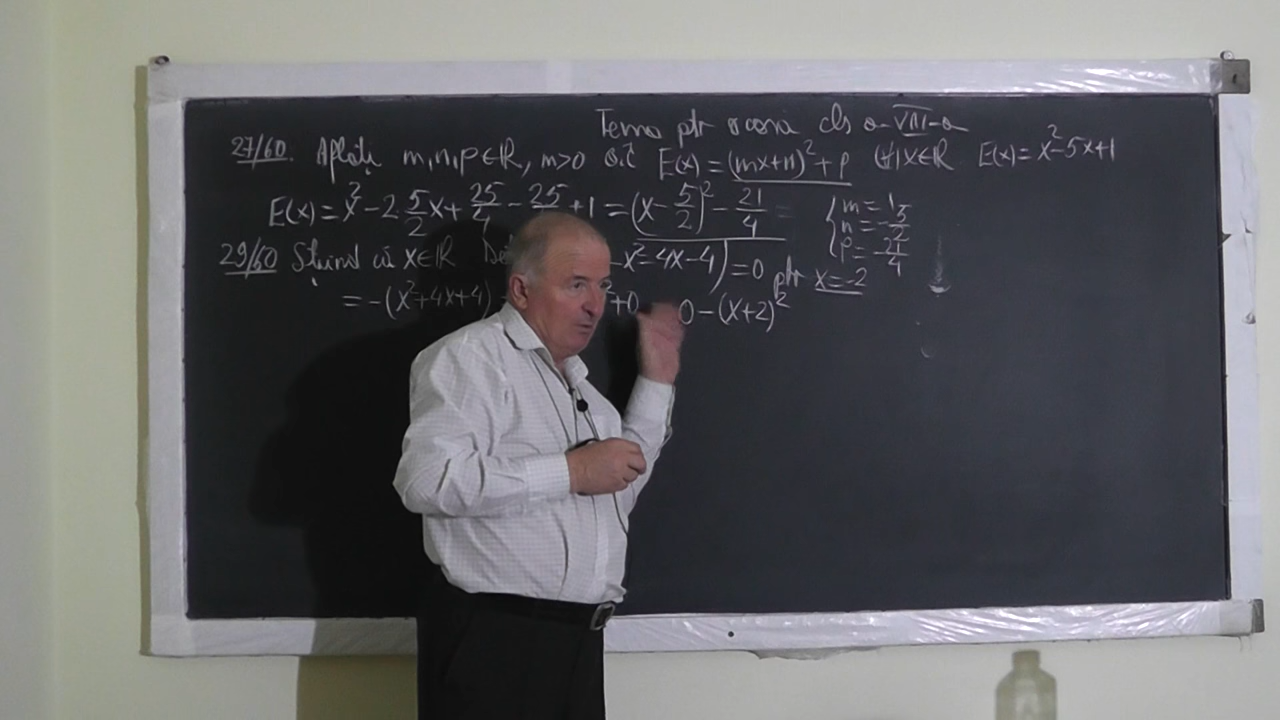 Tema ptr acasa cls a-VIII-a
27/60. Aflați m,n,p∈ℝ, m>0 a.î E(x)=(mx+n)²+p (∀)x∈ℝ E(x)=x²-5x+1
E(x)=x²-2·5/2x+25/4-25 +1=(x-5/2)²-21/4= { m=1 n=-5/2 p=-21/4
29/60 Știind că x∈ℝ -x²-4x-4)=0 ptr x=-2
=-(x²+4x+4) ²+0 0-(x+2)²